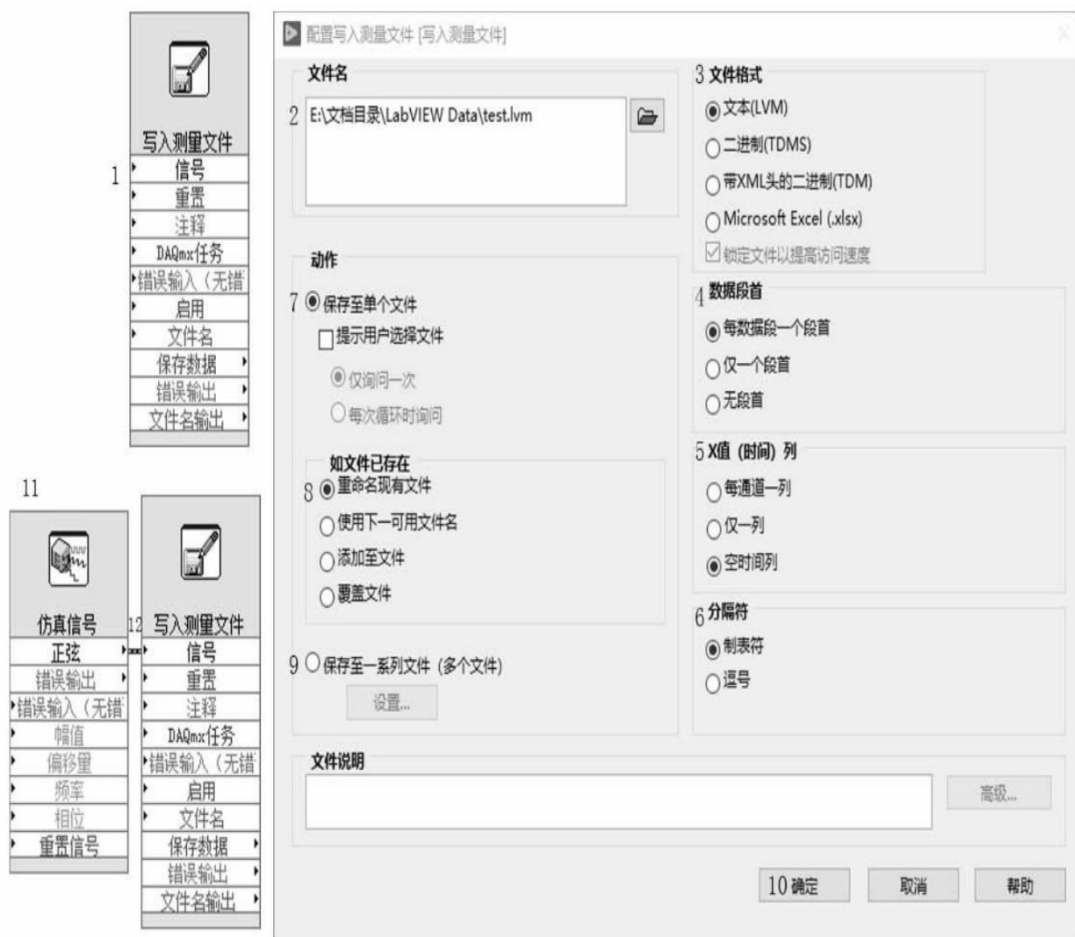 写入测量文件
1
信号
重置
注释
DAQmx任务
错误输入（无错
启用
文件名
保存数据
错误输出
文件名输出
11
仿真信号
正弦
错误输出
错误输入（无错
幅值
偏移量
频率
相位
重置信号
12
写入测量文件
信号
重置
注释
DAQmx任务
错误输入（无错
启用
文件名
保存数据
错误输出
文件名输出
配置写入测量文件 [写入测量文件]
文件名
2 E:\文档目录\LabVIEW Data\test.lvm
动作
7 保存至单个文件
提示用户选择文件
仅询问一次
每次循环时询问
如文件已存在
8 重命名现有文件
使用下一可用文件名
添加至文件
覆盖文件
9 保存至一系列文件（多个文件）
设置...
3 文件格式
文本(LVM)
二进制(TDMS)
带XML头的二进制(TDM)
Microsoft Excel (.xlsx)
锁定文件以提高访问速度
4 数据段首
每数据段一个段首
仅一个段首
无段首
5 X值（时间）列
每通道一列
仅一列
空时间列
6 分隔符
制表符
逗号
文件说明
高级...
10 确定
取消
帮助